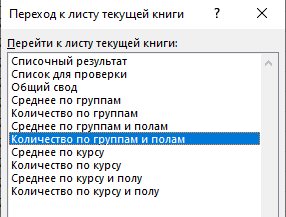 Переход к листу текущей книги ? ×
Перейти к листу текущей книги:
Списочный результат
Список для проверки
Общий свод
Среднее по группам
Количество по группам
Среднее по группам и полам
Количество по группам и полам
Среднее по курсу
Количество по курсу
Среднее по курсу и полу
Количество по курсу и полу